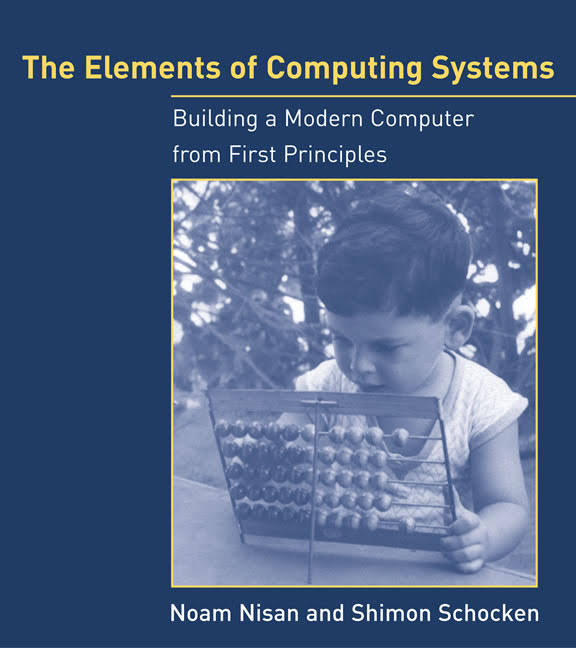 The Elements of Computing Systems
Building a Modern Computer
from First Principles
Noam Nisan and Shimon Schocken